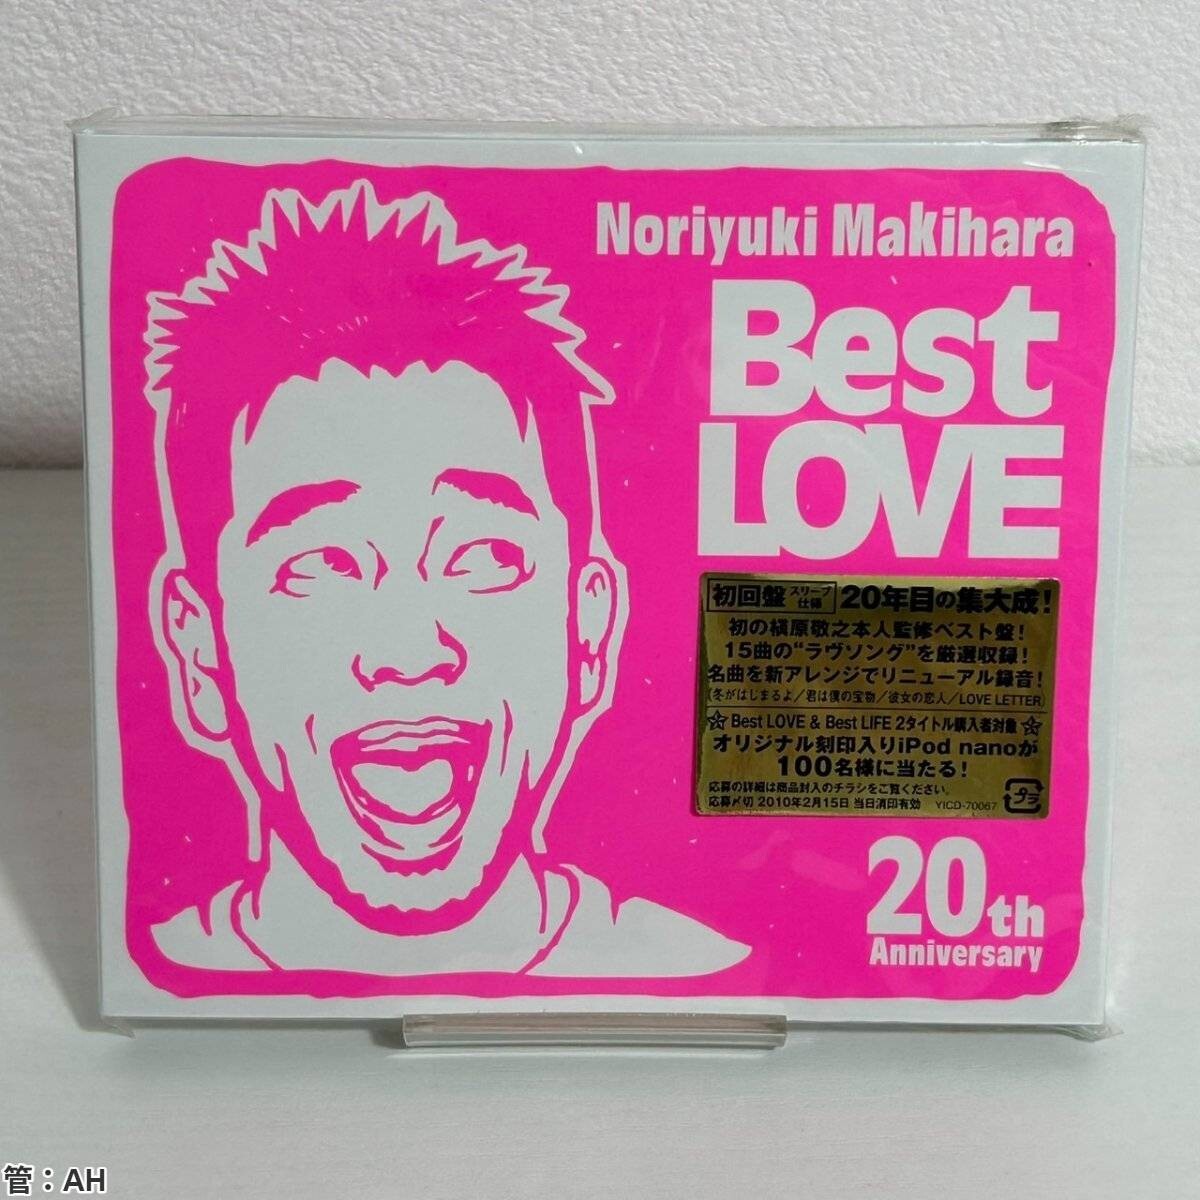 Noriyuki Makihara
Best
LOVE
初回盤 スリーブ仕様 20年目の集大成!
初の槇原敬之本人監修ベスト盤!
15曲の“ラヴソング”を厳選収録!
名曲を新アレンジでリニューアル録音!
(冬がはじまるよ/君は僕の宝物/彼女の恋人/LOVE LETTER)
☆ Best LOVE & Best LIFE 2タイトル購入者対象 ☆
オリジナル刻印入りiPod nanoが
100名様に当たる!
応募の詳細は商品封入のチラシをご覧ください。
応募〆切 2010年2月15日 当日消印有効 YICD-70067
プラ
20th
Anniversary
管:AH